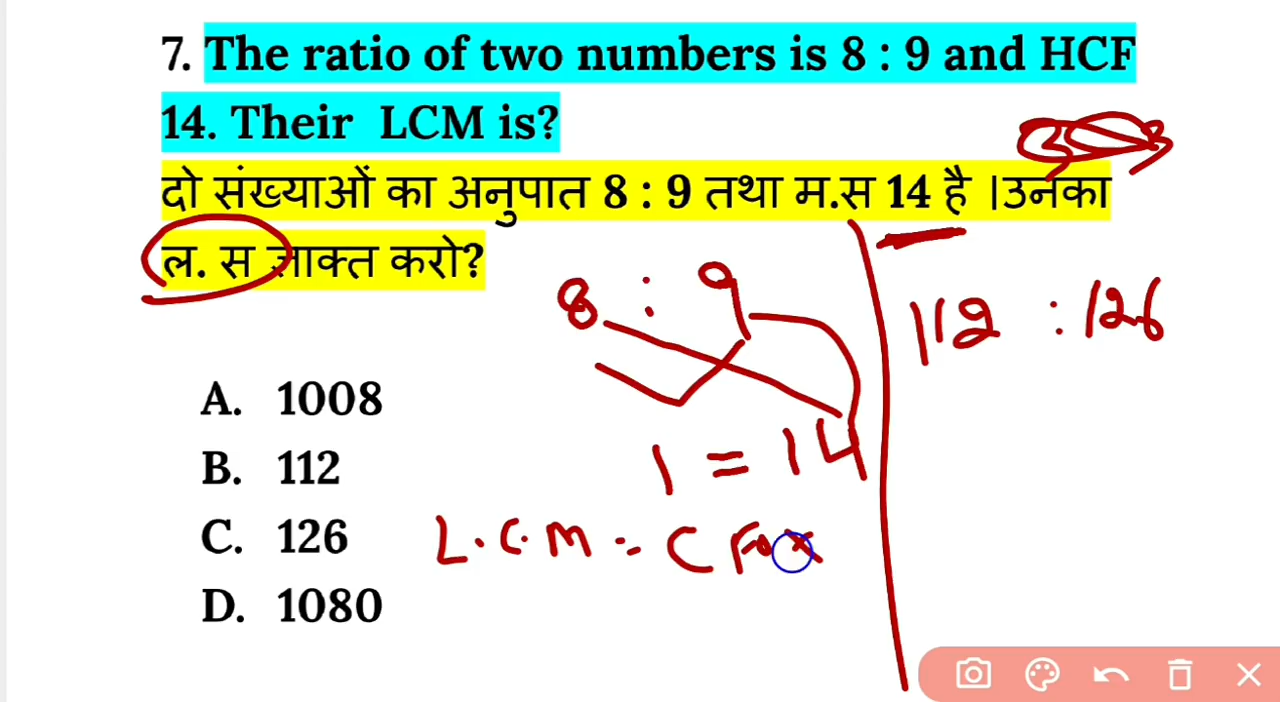 7. The ratio of two numbers is 8 : 9 and HCF
14. Their LCM is?
दो संख्याओं का अनुपात 8 : 9 तथा म.स 14 है ।उनका
ल. स ज्ञाक्त करो?
8 : 9
112 : 126
A. 1008
B. 112
1 = 14
C. 126
L.C.M = C F
D. 1080